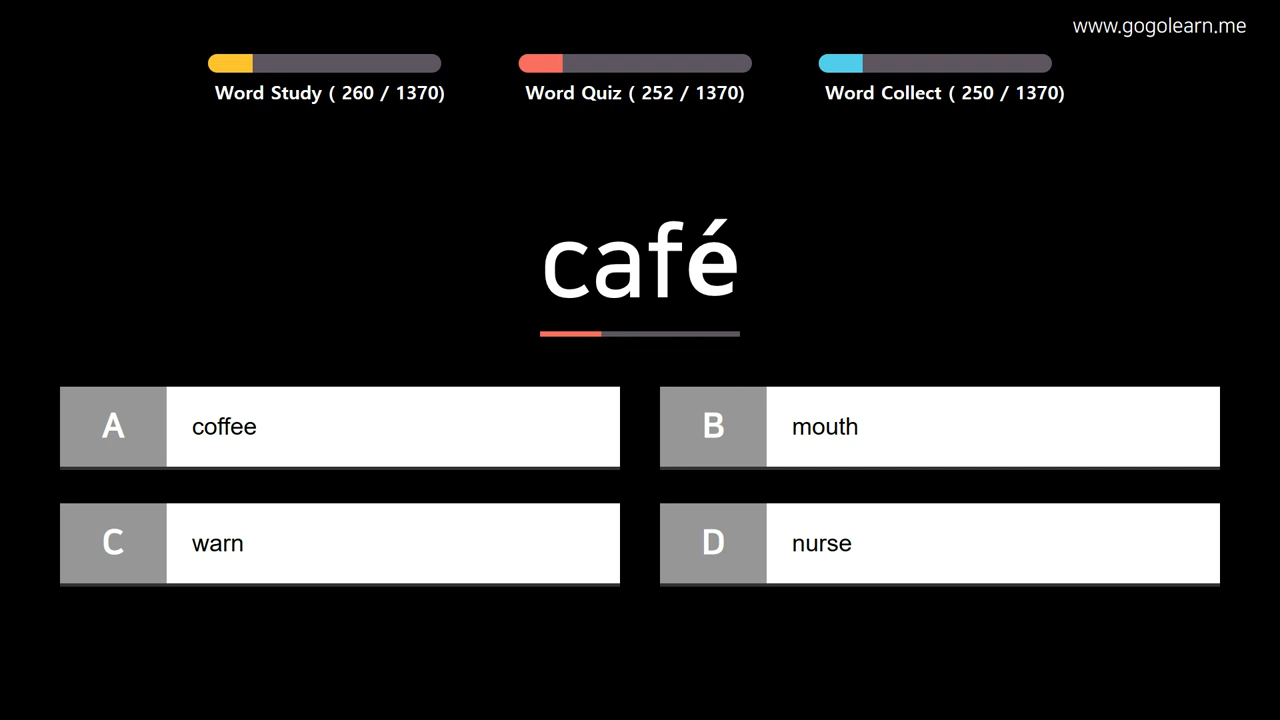 www.gogolearn.me
Word Study ( 260 / 1370)
Word Quiz ( 252 / 1370)
Word Collect ( 250 / 1370)
café
A
coffee
B
mouth
C
warn
D
nurse